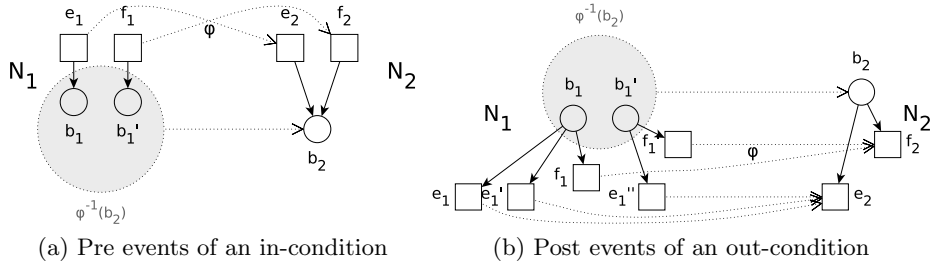 e₁ f₁ e₂ f₂
φ
N₁ N₂
b₁ b₁'
b₂
φ⁻¹(b₂)
(a) Pre events of an in-condition
φ⁻¹(b₂)
b₂
b₁ b₁'
N₁ N₂
f₁' f₂
φ
f₁
e₁ e₁' e₁'' e₂
(b) Post events of an out-condition